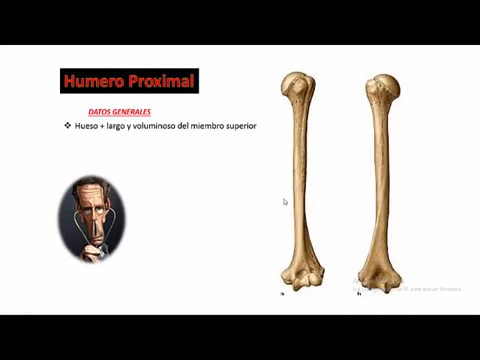 Humero Proximal
DATOS GENERALES
❖ Hueso + largo y voluminoso del miembro superior
a
b